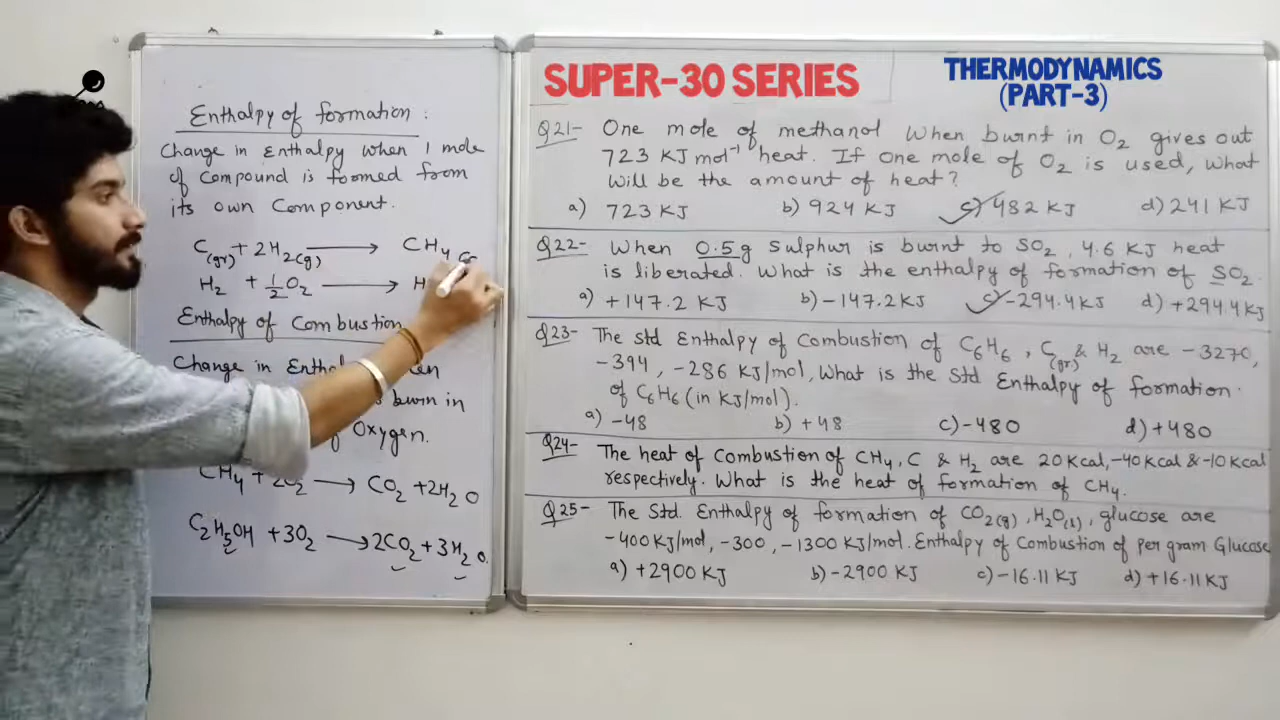 Enthalpy of formation :
Change in Enthalpy when 1 mole
of Compound is formed from
its own Component.
C(gr) + 2H2(g) → CH4
H2 + 1/2 O2 → H
Enthalpy of Combustion
Change in
burn in
Oxygen.
CH4 + 2O2 → CO2 + 2H2O
C2H5OH + 3O2 → 2CO2 + 3H2O.
SUPER-30 SERIES
THERMODYNAMICS
(PART-3)
Q21- One mole of methanol when burnt in O2 gives out
723 KJ mol⁻¹ heat. If one mole of O2 is used, what
will be the amount of heat?
a) 723 KJ b) 924 KJ c) 482 KJ d) 241 KJ
Q22- When 0.5g Sulphur is burnt to SO2, 4.6 KJ heat
is liberated. What is the enthalpy of formation of SO2.
a) +147.2 KJ b) -147.2 KJ c) -294.4 KJ d) +294.4 KJ
Q23- The std Enthalpy of Combustion of C6H6, C(gr.) & H2 are -3270,
-394, -286 KJ/mol, What is the Std Enthalpy of formation.
of C6H6 (in KJ/mol).
a) -48 b) +48 c) -480 d) +480
Q24- The heat of Combustion of CH4, C & H2 are 20 Kcal, -40 Kcal & -10 Kcal
respectively. What is the heat of formation of CH4.
Q25- The Std. Enthalpy of formation of CO2(g), H2O(l), glucose are
-400 KJ/mol, -300, -1300 KJ/mol. Enthalpy of Combustion of per gram Glucose
a) +2900 KJ b) -2900 KJ c) -16.11 KJ d) +16.11 KJ